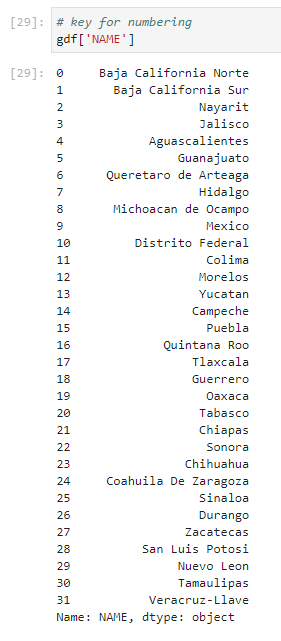 [29]: # key for numbering
gdf['NAME']
[29]: 0 Baja California Norte
1 Baja California Sur
2 Nayarit
3 Jalisco
4 Aguascalientes
5 Guanajuato
6 Queretaro de Arteaga
7 Hidalgo
8 Michoacan de Ocampo
9 Mexico
10 Distrito Federal
11 Colima
12 Morelos
13 Yucatan
14 Campeche
15 Puebla
16 Quintana Roo
17 Tlaxcala
18 Guerrero
19 Oaxaca
20 Tabasco
21 Chiapas
22 Sonora
23 Chihuahua
24 Coahuila De Zaragoza
25 Sinaloa
26 Durango
27 Zacatecas
28 San Luis Potosi
29 Nuevo Leon
30 Tamaulipas
31 Veracruz-Llave
Name: NAME, dtype: object